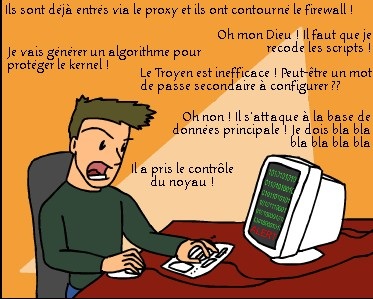 Ils sont déjà entrés via le proxy et ils ont contourné le firewall !
Oh mon Dieu ! Il faut que je
recode les scripts !
Je vais générer un algorithme pour
protéger le kernel !
Le Troyen est inefficace ! Peut-être un mot
de passe secondaire à configurer ??
Oh non ! Il s'attaque à la base de
données principale ! Je dois bla bla
bla bla bla bla
Il a pris le contrôle
du noyau !
ALERT